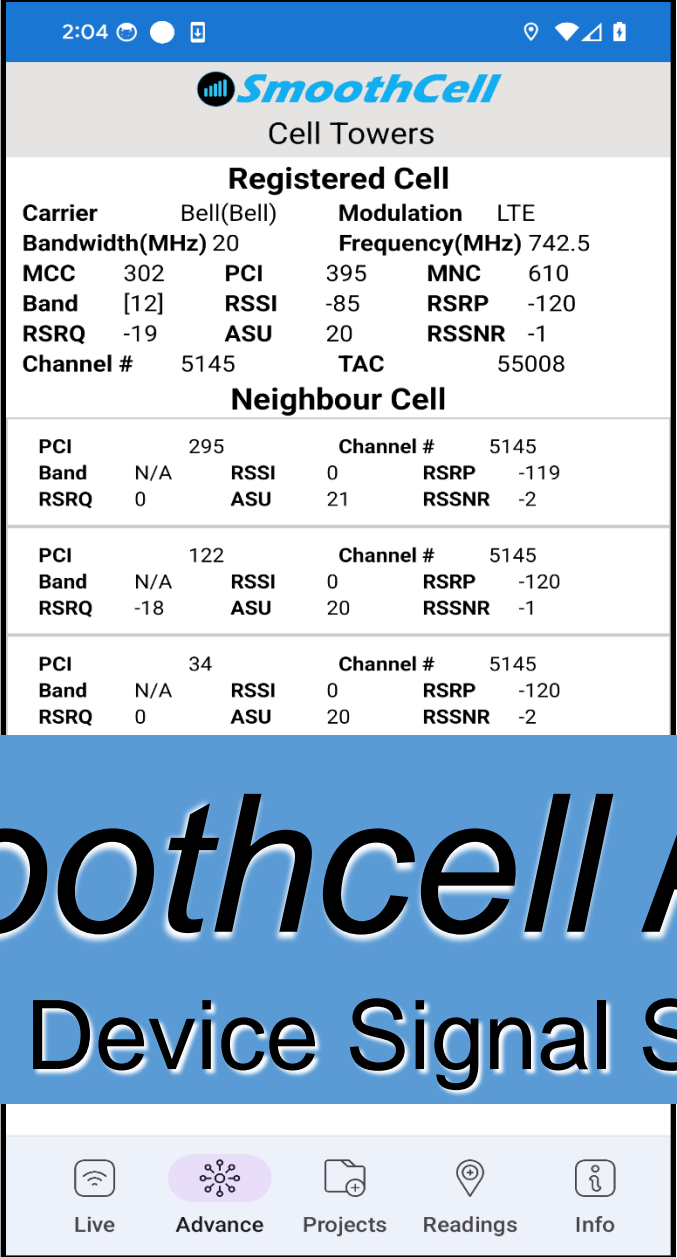 2:04
SmoothCell
Cell Towers
Registered Cell
Carrier Bell(Bell) Modulation LTE
Bandwidth(MHz) 20 Frequency(MHz) 742.5
MCC 302 PCI 395 MNC 610
Band [12] RSSI -85 RSRP -120
RSRQ -19 ASU 20 RSSNR -1
Channel # 5145 TAC 55008
Neighbour Cell
PCI 295 Channel # 5145
Band N/A RSSI 0 RSRP -119
RSRQ 0 ASU 21 RSSNR -2
PCI 122 Channel # 5145
Band N/A RSSI 0 RSRP -120
RSRQ -18 ASU 20 RSSNR -1
PCI 34 Channel # 5145
Band N/A RSSI 0 RSRP -120
RSRQ 0 ASU 20 RSSNR -2
oothcell
Device Signal S
Live Advance Projects Readings Info